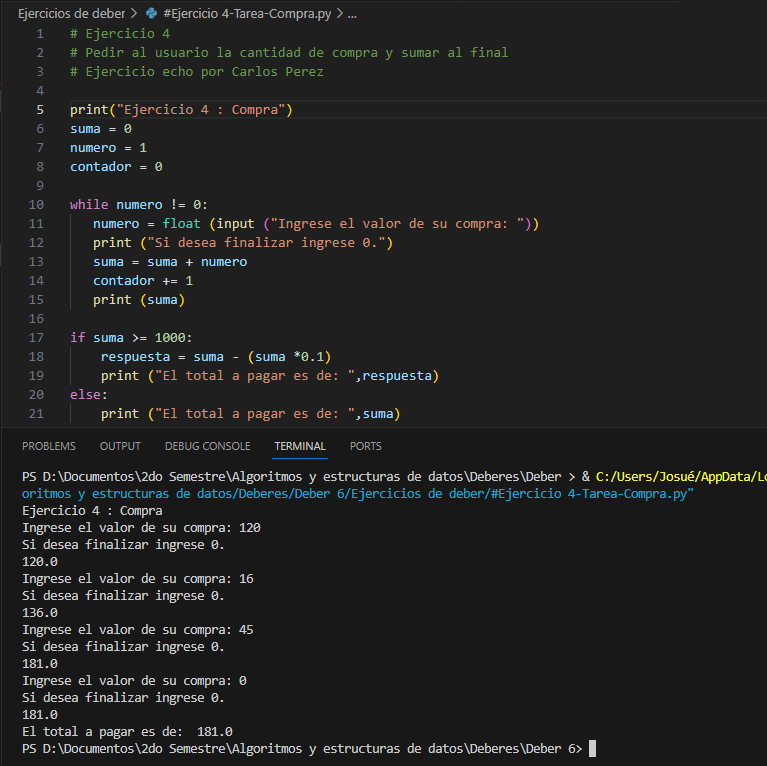 Ejercicios de deber > #Ejercicio 4-Tarea-Compra.py > ...
1 # Ejercicio 4
2 # Pedir al usuario la cantidad de compra y sumar al final
3 # Ejercicio echo por Carlos Perez
4
5 print("Ejercicio 4 : Compra")
6 suma = 0
7 numero = 1
8 contador = 0
9
10 while numero != 0:
11 numero = float (input ("Ingrese el valor de su compra: "))
12 print ("Si desea finalizar ingrese 0.")
13 suma = suma + numero
14 contador += 1
15 print (suma)
16
17 if suma >= 1000:
18 respuesta = suma - (suma *0.1)
19 print ("El total a pagar es de: ",respuesta)
20 else:
21 print ("El total a pagar es de: ",suma)
PROBLEMS OUTPUT DEBUG CONSOLE TERMINAL PORTS
PS D:\Documentos\2do Semestre\Algoritmos y estructuras de datos\Deberes\Deber > & C:/Users/Josué/AppData/Lo
oritmos y estructuras de datos/Deberes/Deber 6/Ejercicios de deber/#Ejercicio 4-Tarea-Compra.py"
Ejercicio 4 : Compra
Ingrese el valor de su compra: 120
Si desea finalizar ingrese 0.
120.0
Ingrese el valor de su compra: 16
Si desea finalizar ingrese 0.
136.0
Ingrese el valor de su compra: 45
Si desea finalizar ingrese 0.
181.0
Ingrese el valor de su compra: 0
Si desea finalizar ingrese 0.
181.0
El total a pagar es de:  181.0
PS D:\Documentos\2do Semestre\Algoritmos y estructuras de datos\Deberes\Deber 6>